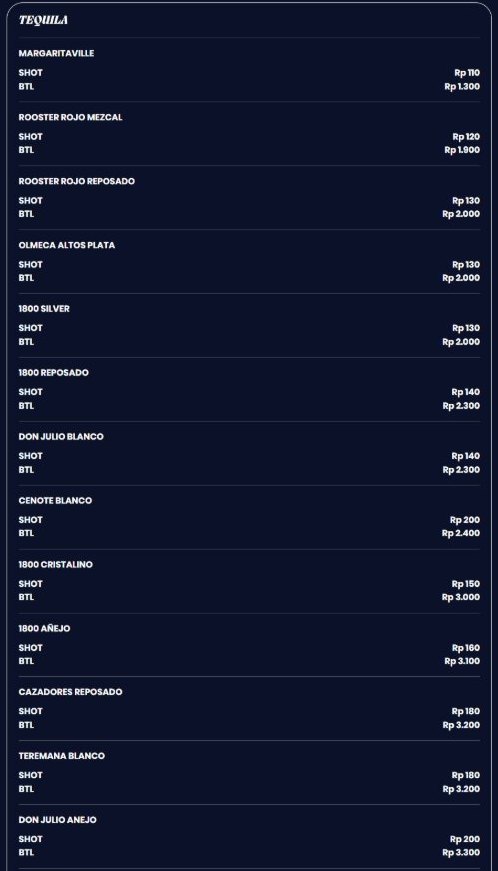 TEQUILA
MARGARITAVILLE
SHOT Rp 110
BTL Rp 1.300
ROOSTER ROJO MEZCAL
SHOT Rp 120
BTL Rp 1.900
ROOSTER ROJO REPOSADO
SHOT Rp 130
BTL Rp 2.000
OLMECA ALTOS PLATA
SHOT Rp 130
BTL Rp 2.000
1800 SILVER
SHOT Rp 130
BTL Rp 2.000
1800 REPOSADO
SHOT Rp 140
BTL Rp 2.300
DON JULIO BLANCO
SHOT Rp 140
BTL Rp 2.300
CENOTE BLANCO
SHOT Rp 200
BTL Rp 2.400
1800 CRISTALINO
SHOT Rp 150
BTL Rp 3.000
1800 AÑEJO
SHOT Rp 160
BTL Rp 3.100
CAZADORES REPOSADO
SHOT Rp 180
BTL Rp 3.200
TEREMANA BLANCO
SHOT Rp 180
BTL Rp 3.200
DON JULIO ANEJO
SHOT Rp 200
BTL Rp 3.300